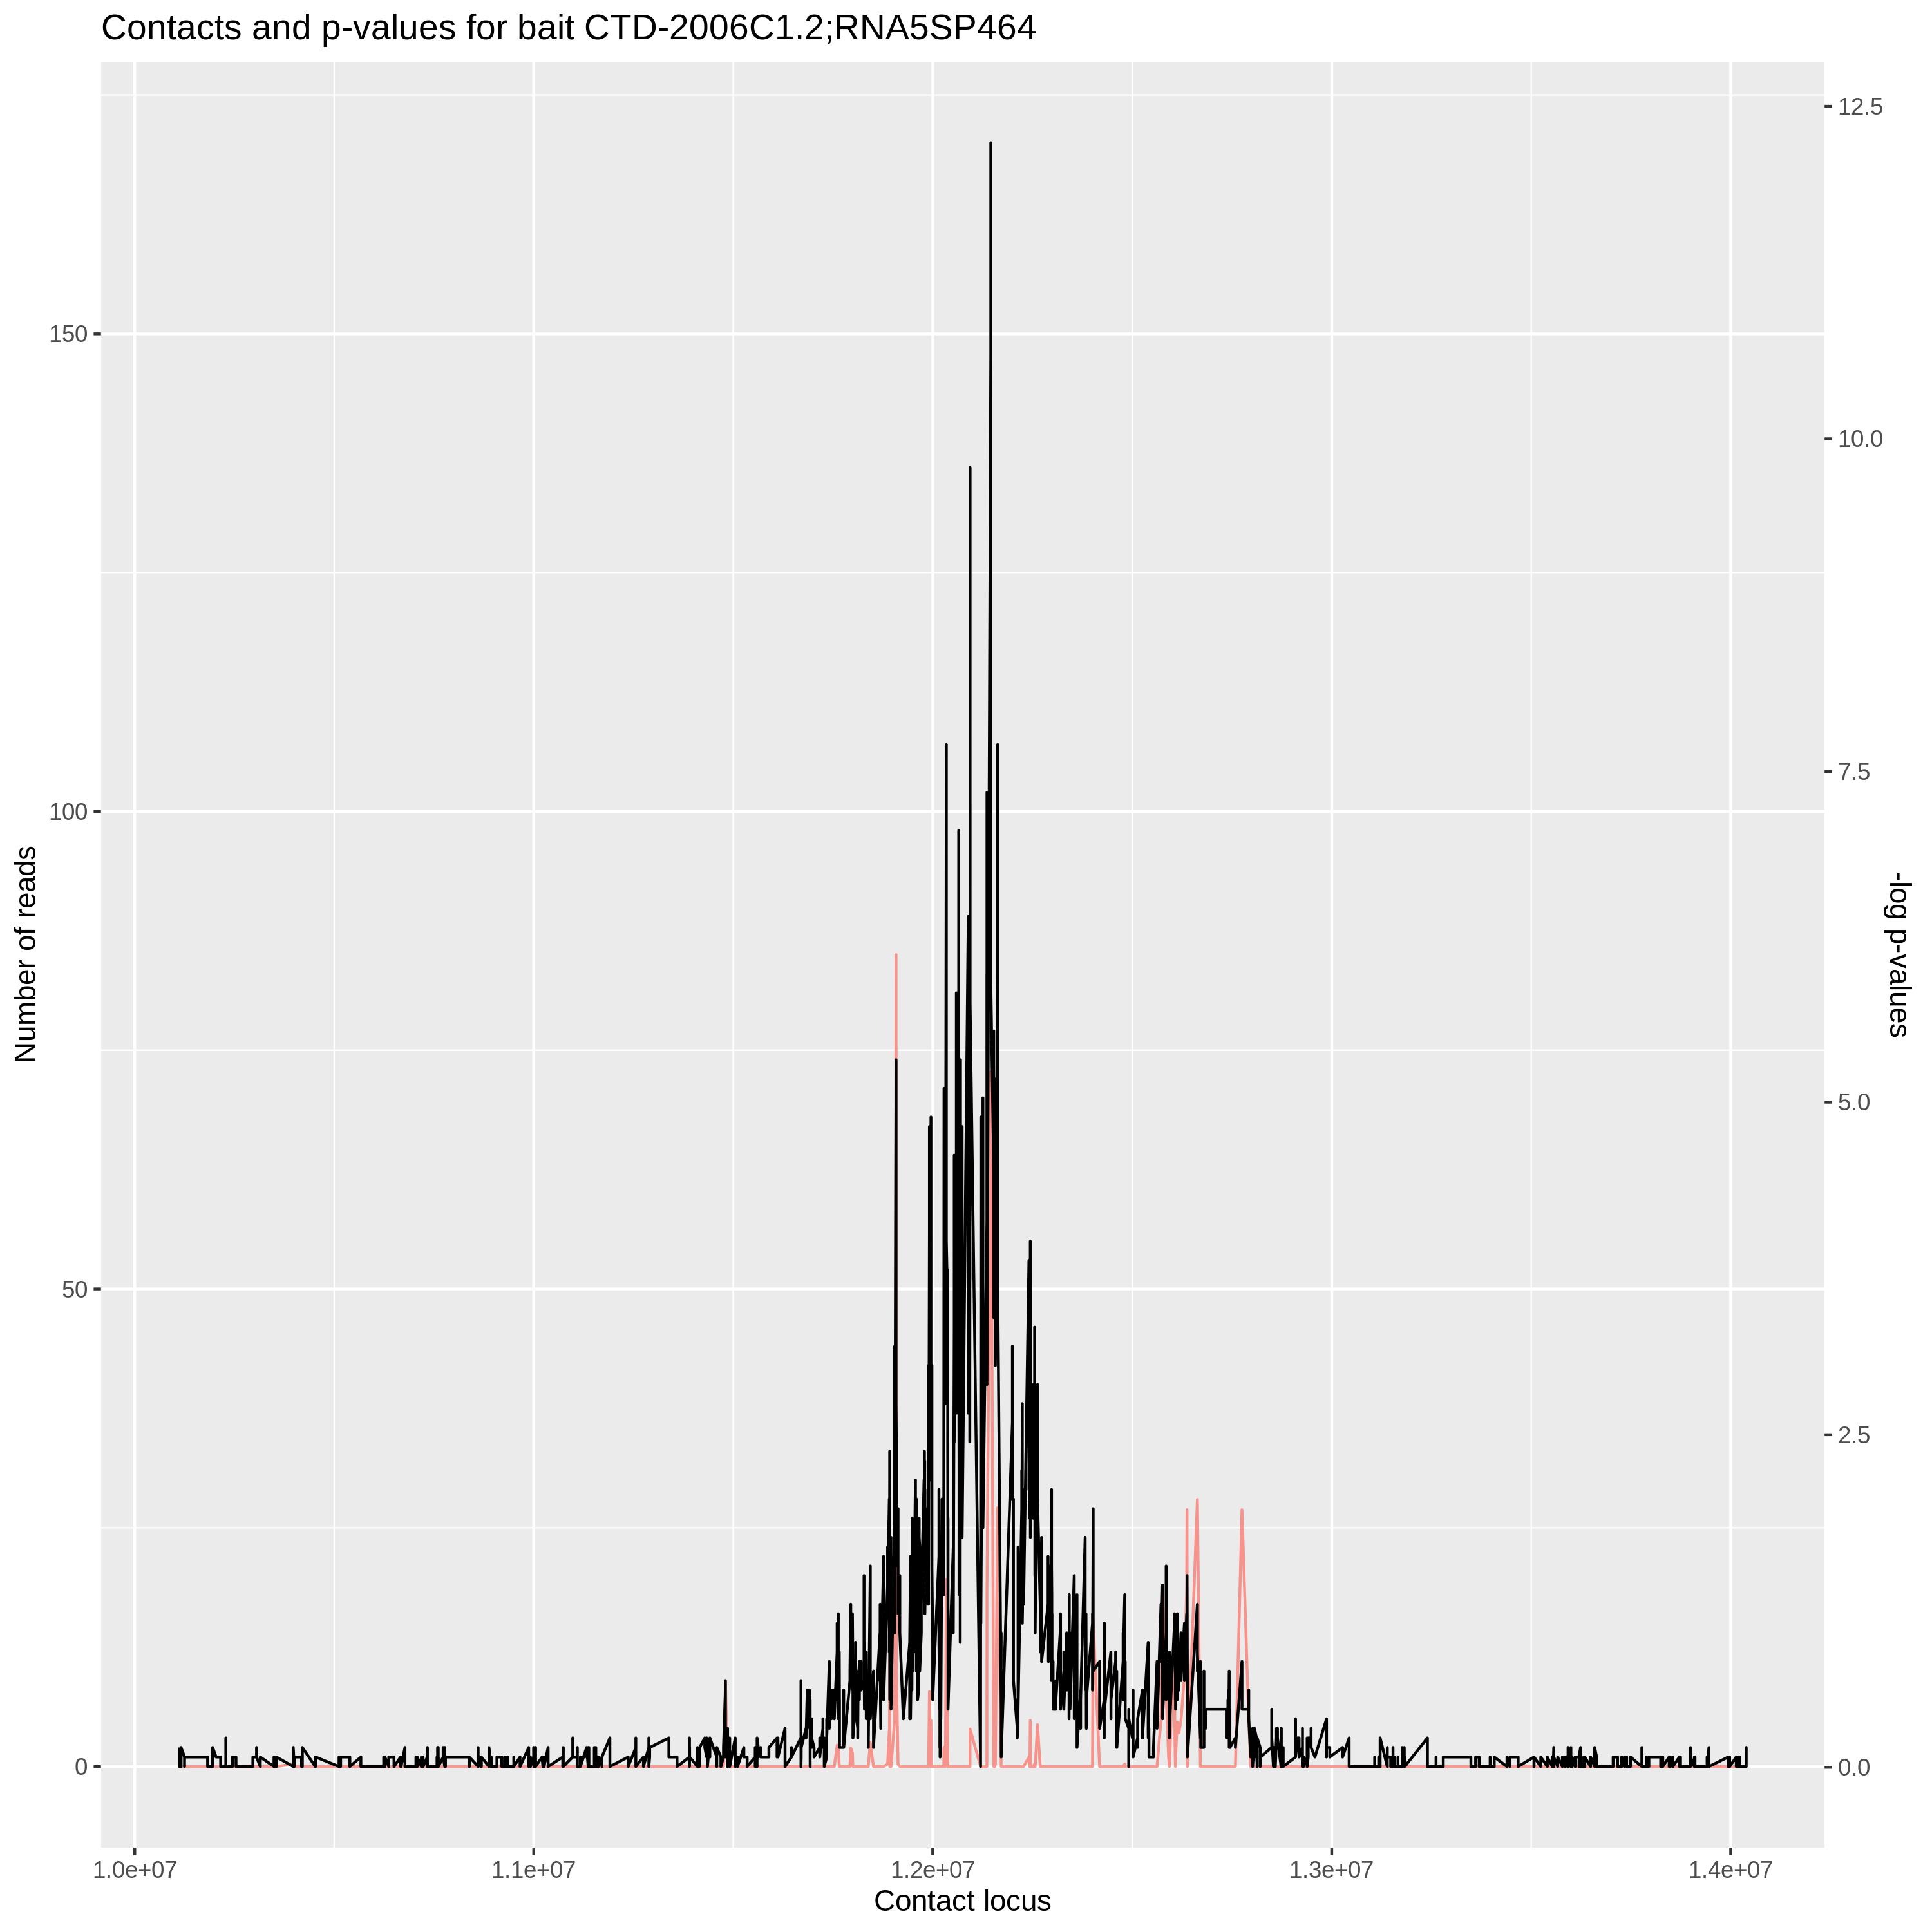 Contacts and p-values for bait CTD-2006C1.2;RNA5SP464
12.5
150
10.0
7.5
100
Number of reads
-log p-values
5.0
50
2.5
0
0.0
1.0e+07 1.1e+07 1.2e+07 1.3e+07 1.4e+07
Contact locus